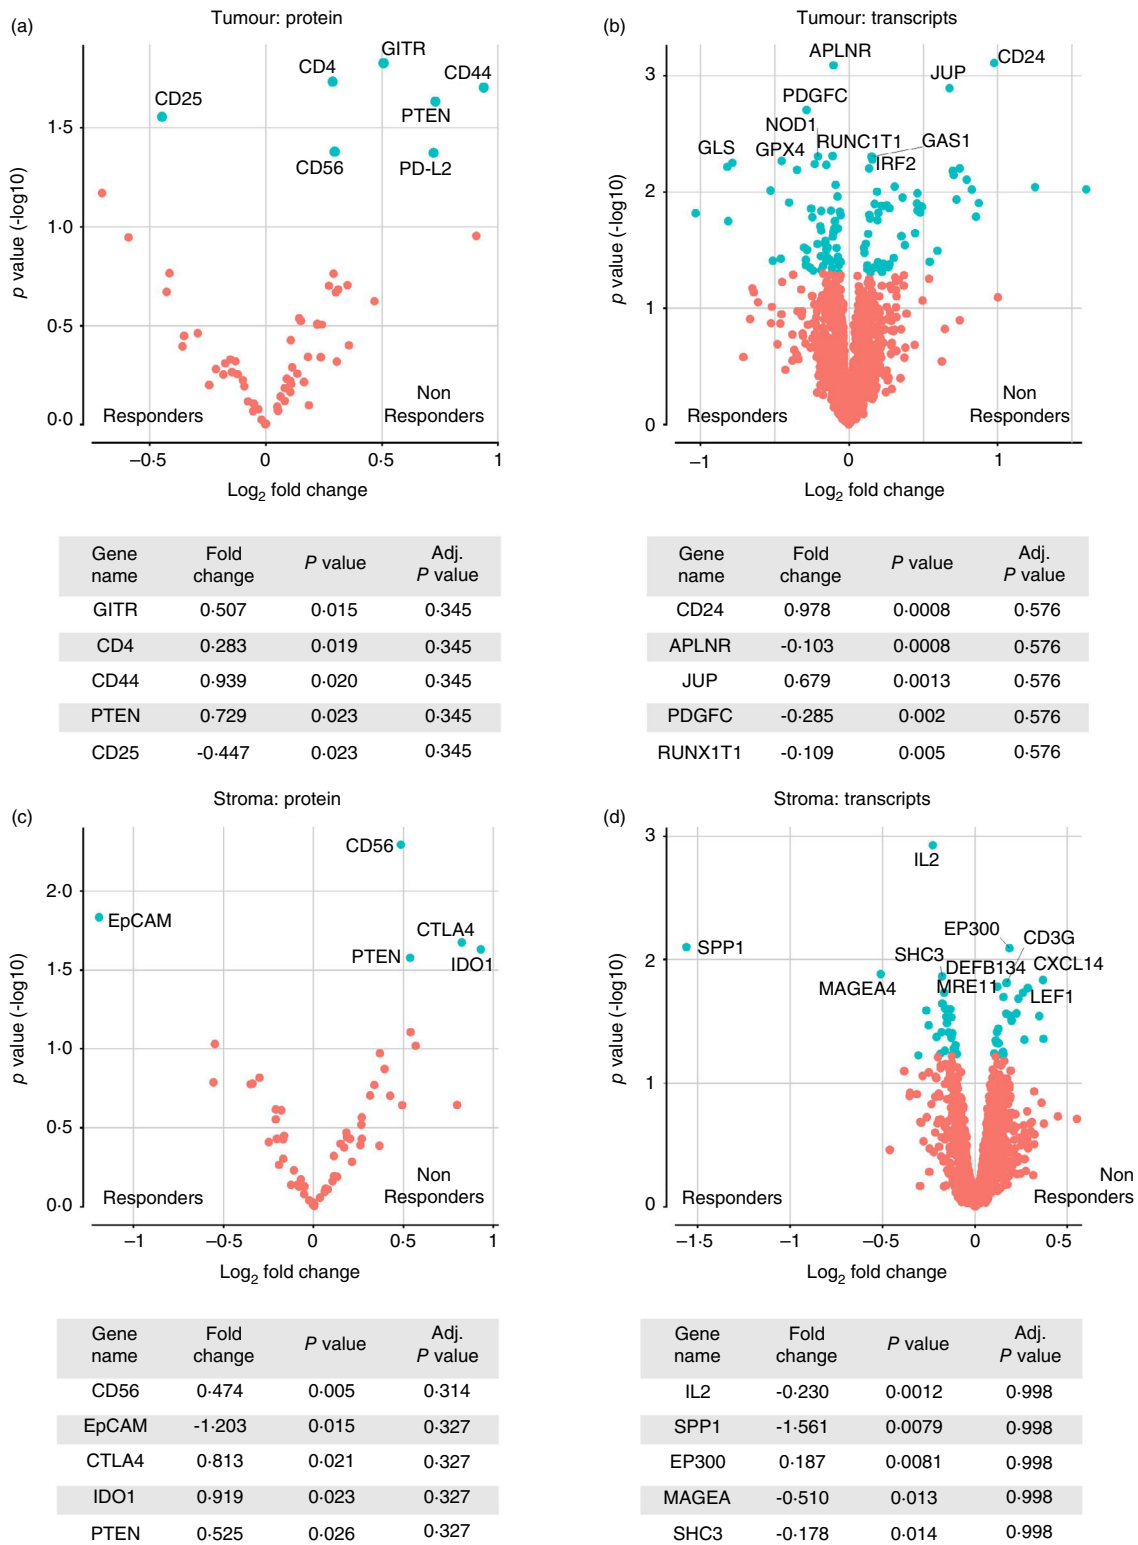 (a)
Tumour: protein
GITR
CD4
CD44
CD25
PTEN
CD56
PD-L2
1·5
1·0
0·5
0·0
p value (-log10)
Responders
Non
Responders
–0·5
0
0·5
1
Log2 fold change
Gene name Fold change P value Adj. P value
GITR 0·507 0·015 0·345
CD4 0·283 0·019 0·345
CD44 0·939 0·020 0·345
PTEN 0·729 0·023 0·345
CD25 -0·447 0·023 0·345
(b)
Tumour: transcripts
APLNR
CD24
JUP
PDGFC
NOD1
RUNC1T1
GAS1
GLS
GPX4
IRF2
3
2
1
0
p value (-log10)
Responders
Non
Responders
–1
0
1
Log2 fold change
Gene name Fold change P value Adj. P value
CD24 0·978 0·0008 0·576
APLNR -0·103 0·0008 0·576
JUP 0·679 0·0013 0·576
PDGFC -0·285 0·002 0·576
RUNX1T1 -0·109 0·005 0·576
(c)
Stroma: protein
CD56
EpCAM
CTLA4
PTEN
IDO1
2·0
1·5
1·0
0·5
0·0
p value (-log10)
Responders
Non
Responders
–1
–0·5
0
0·5
1
Log2 fold change
Gene name Fold change P value Adj. P value
CD56 0·474 0·005 0·314
EpCAM -1·203 0·015 0·327
CTLA4 0·813 0·021 0·327
IDO1 0·919 0·023 0·327
PTEN 0·525 0·026 0·327
(d)
Stroma: transcripts
IL2
EP300
CD3G
SPP1
SHC3
DEFB134
CXCL14
MAGEA4
MRE11
LEF1
3
2
1
0
p value (-log10)
Responders
Non
Responders
–1·5
–1
–0·5
0
0·5
Log2 fold change
Gene name Fold change P value Adj. P value
IL2 -0·230 0·0012 0·998
SPP1 -1·561 0·0079 0·998
EP300 0·187 0·0081 0·998
MAGEA -0·510 0·013 0·998
SHC3 -0·178 0·014 0·998